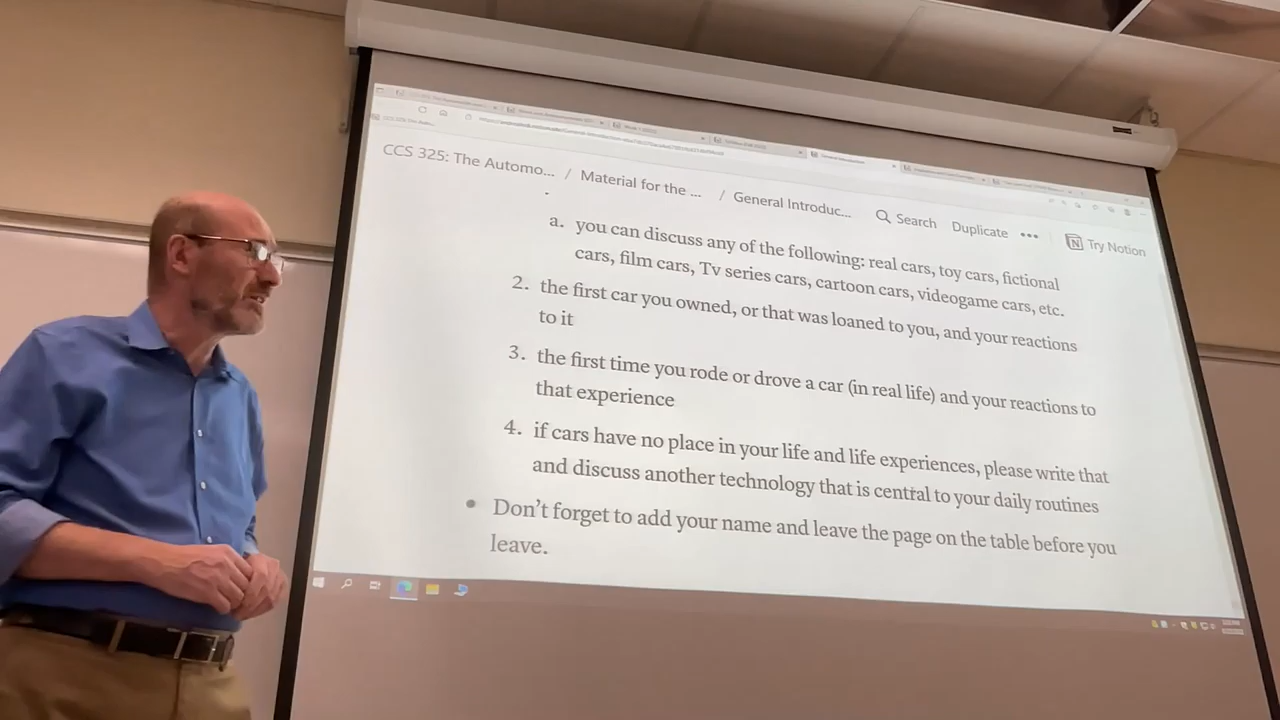 CCS 325: The Automo... / Material for the ... / General Introduc... Search Duplicate ••• Try Notion
a. you can discuss any of the following: real cars, toy cars, fictional
cars, film cars, Tv series cars, cartoon cars, videogame cars, etc.
2. the first car you owned, or that was loaned to you, and your reactions
to it
3. the first time you rode or drove a car (in real life) and your reactions to
that experience
4. if cars have no place in your life and life experiences, please write that
and discuss another technology that is central to your daily routines
• Don't forget to add your name and leave the page on the table before you
leave.